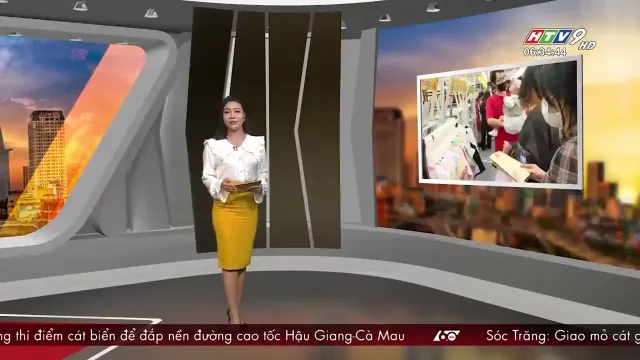 HTV9 HD
06:34:44
ng thí điểm cát biển để đắp nền đường cao tốc Hậu Giang-Cà Mau
60
Sóc Trăng: Giao mỏ cát g